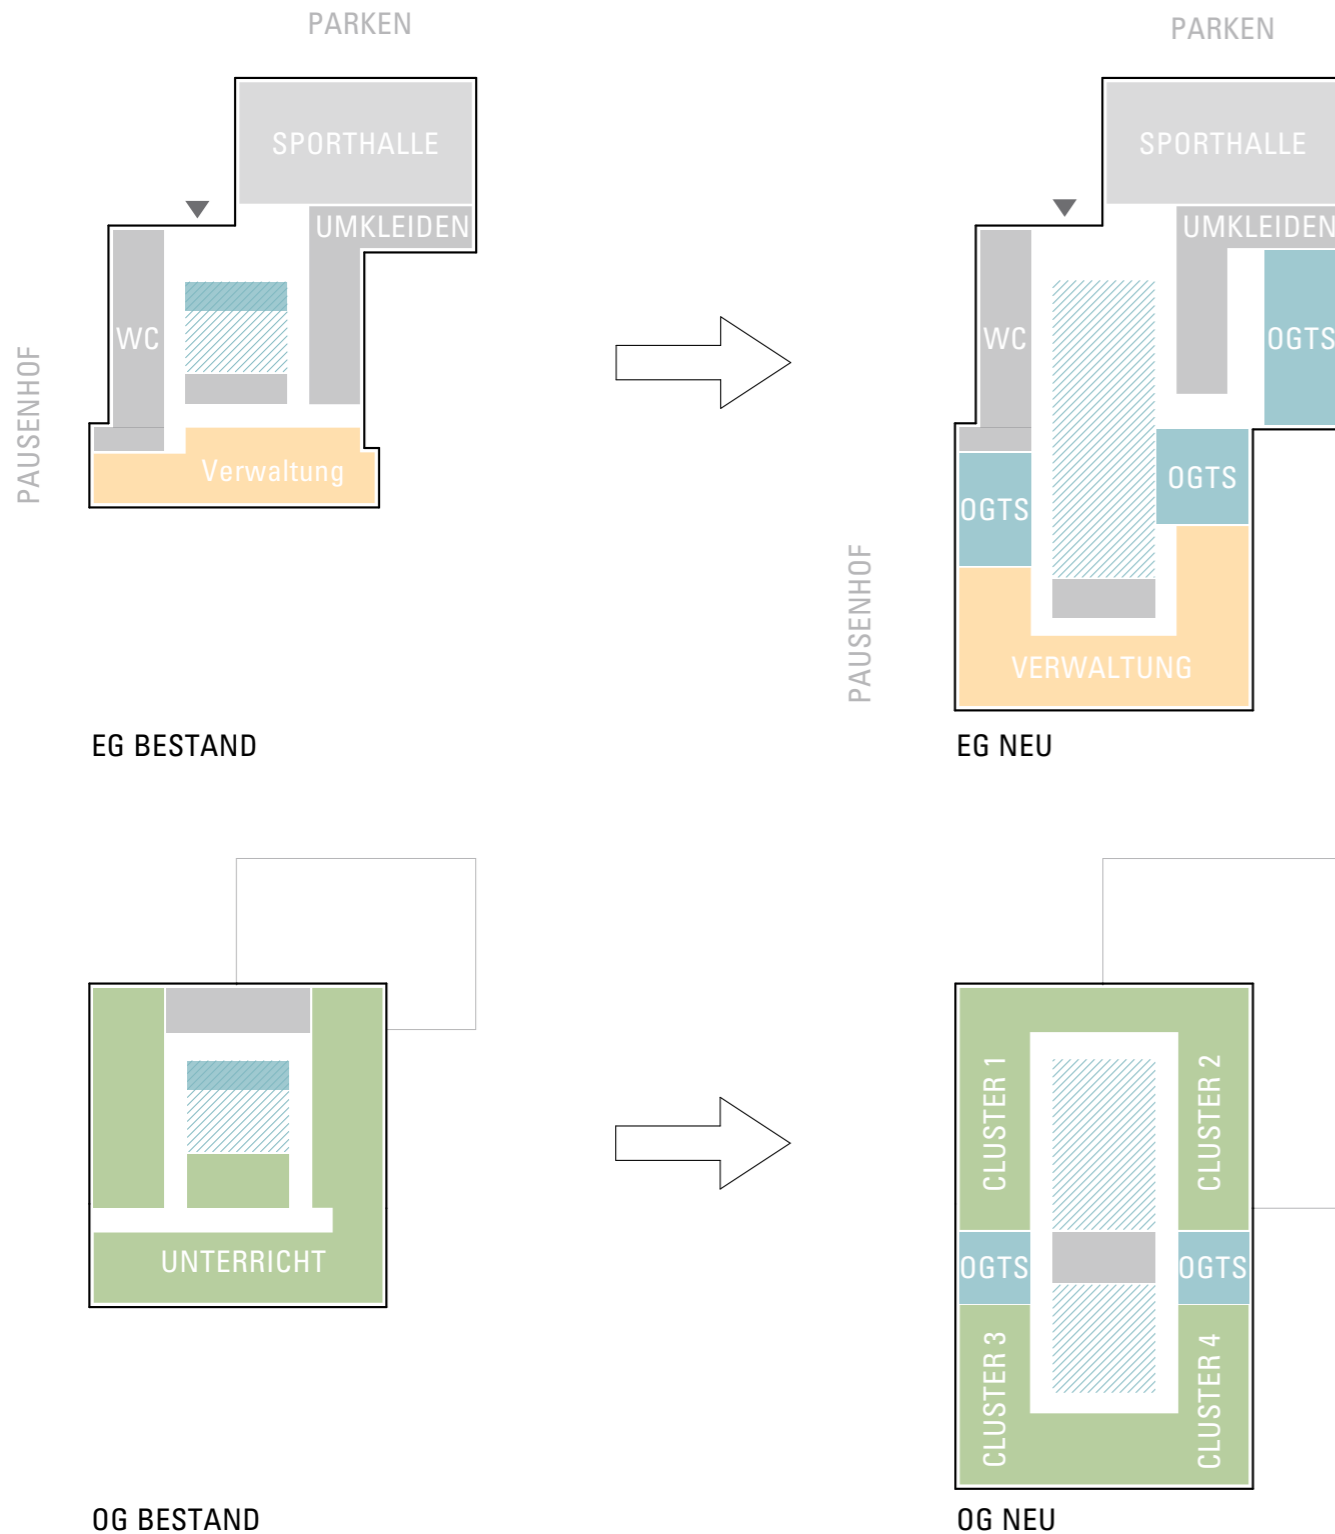 PARKEN
PARKEN
SPORTHALLE
SPORTHALLE
UMKLEIDEN
UMKLEIDEN
WC
WC
OGTS
PAUSENHOF
Verwaltung
OGTS
OGTS
PAUSENHOF
VERWALTUNG
EG BESTAND
EG NEU
CLUSTER 1
CLUSTER 2
UNTERRICHT
OGTS
OGTS
CLUSTER 3
CLUSTER 4
OG BESTAND
OG NEU